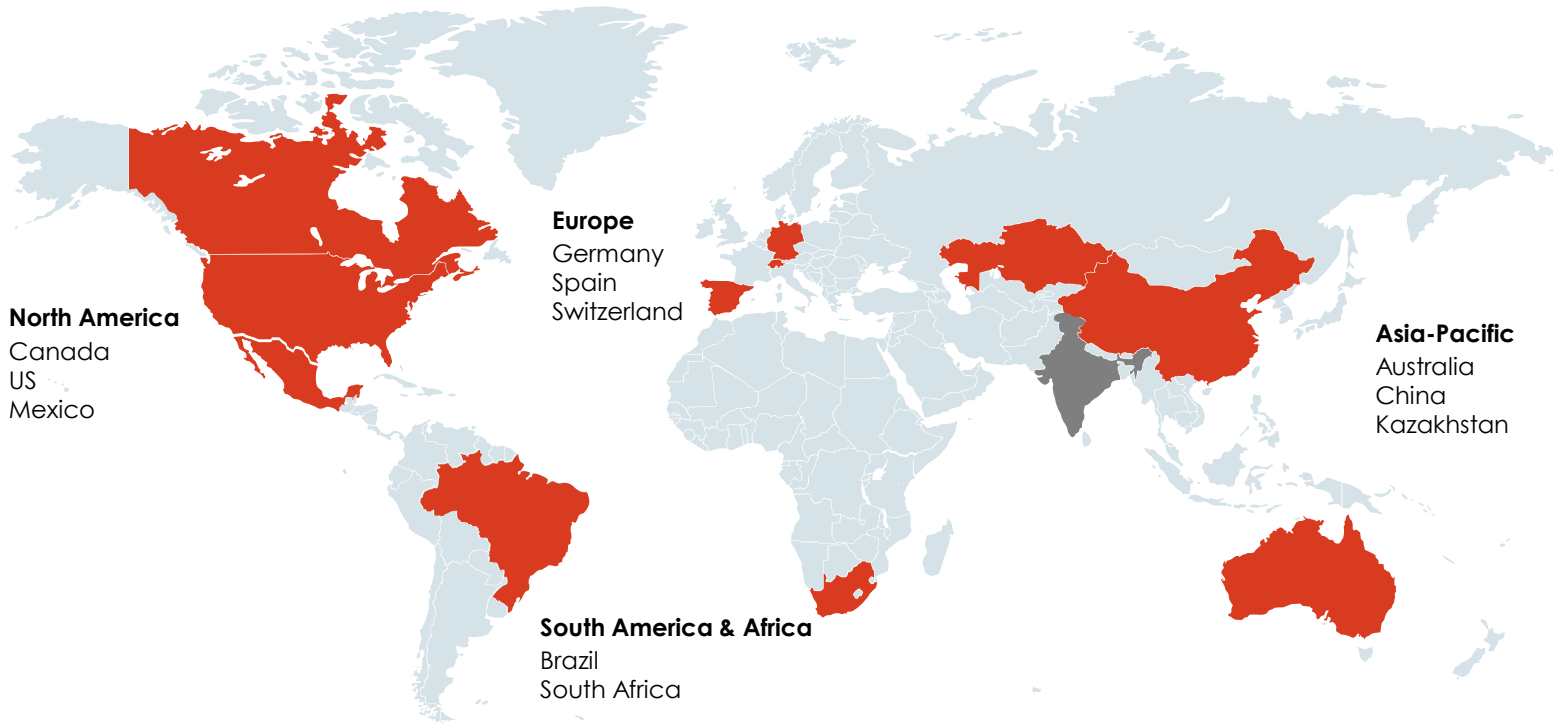 North America
Canada
US
Mexico
Europe
Germany
Spain
Switzerland
South America & Africa
Brazil
South Africa
Asia-Pacific
Australia
China
Kazakhstan